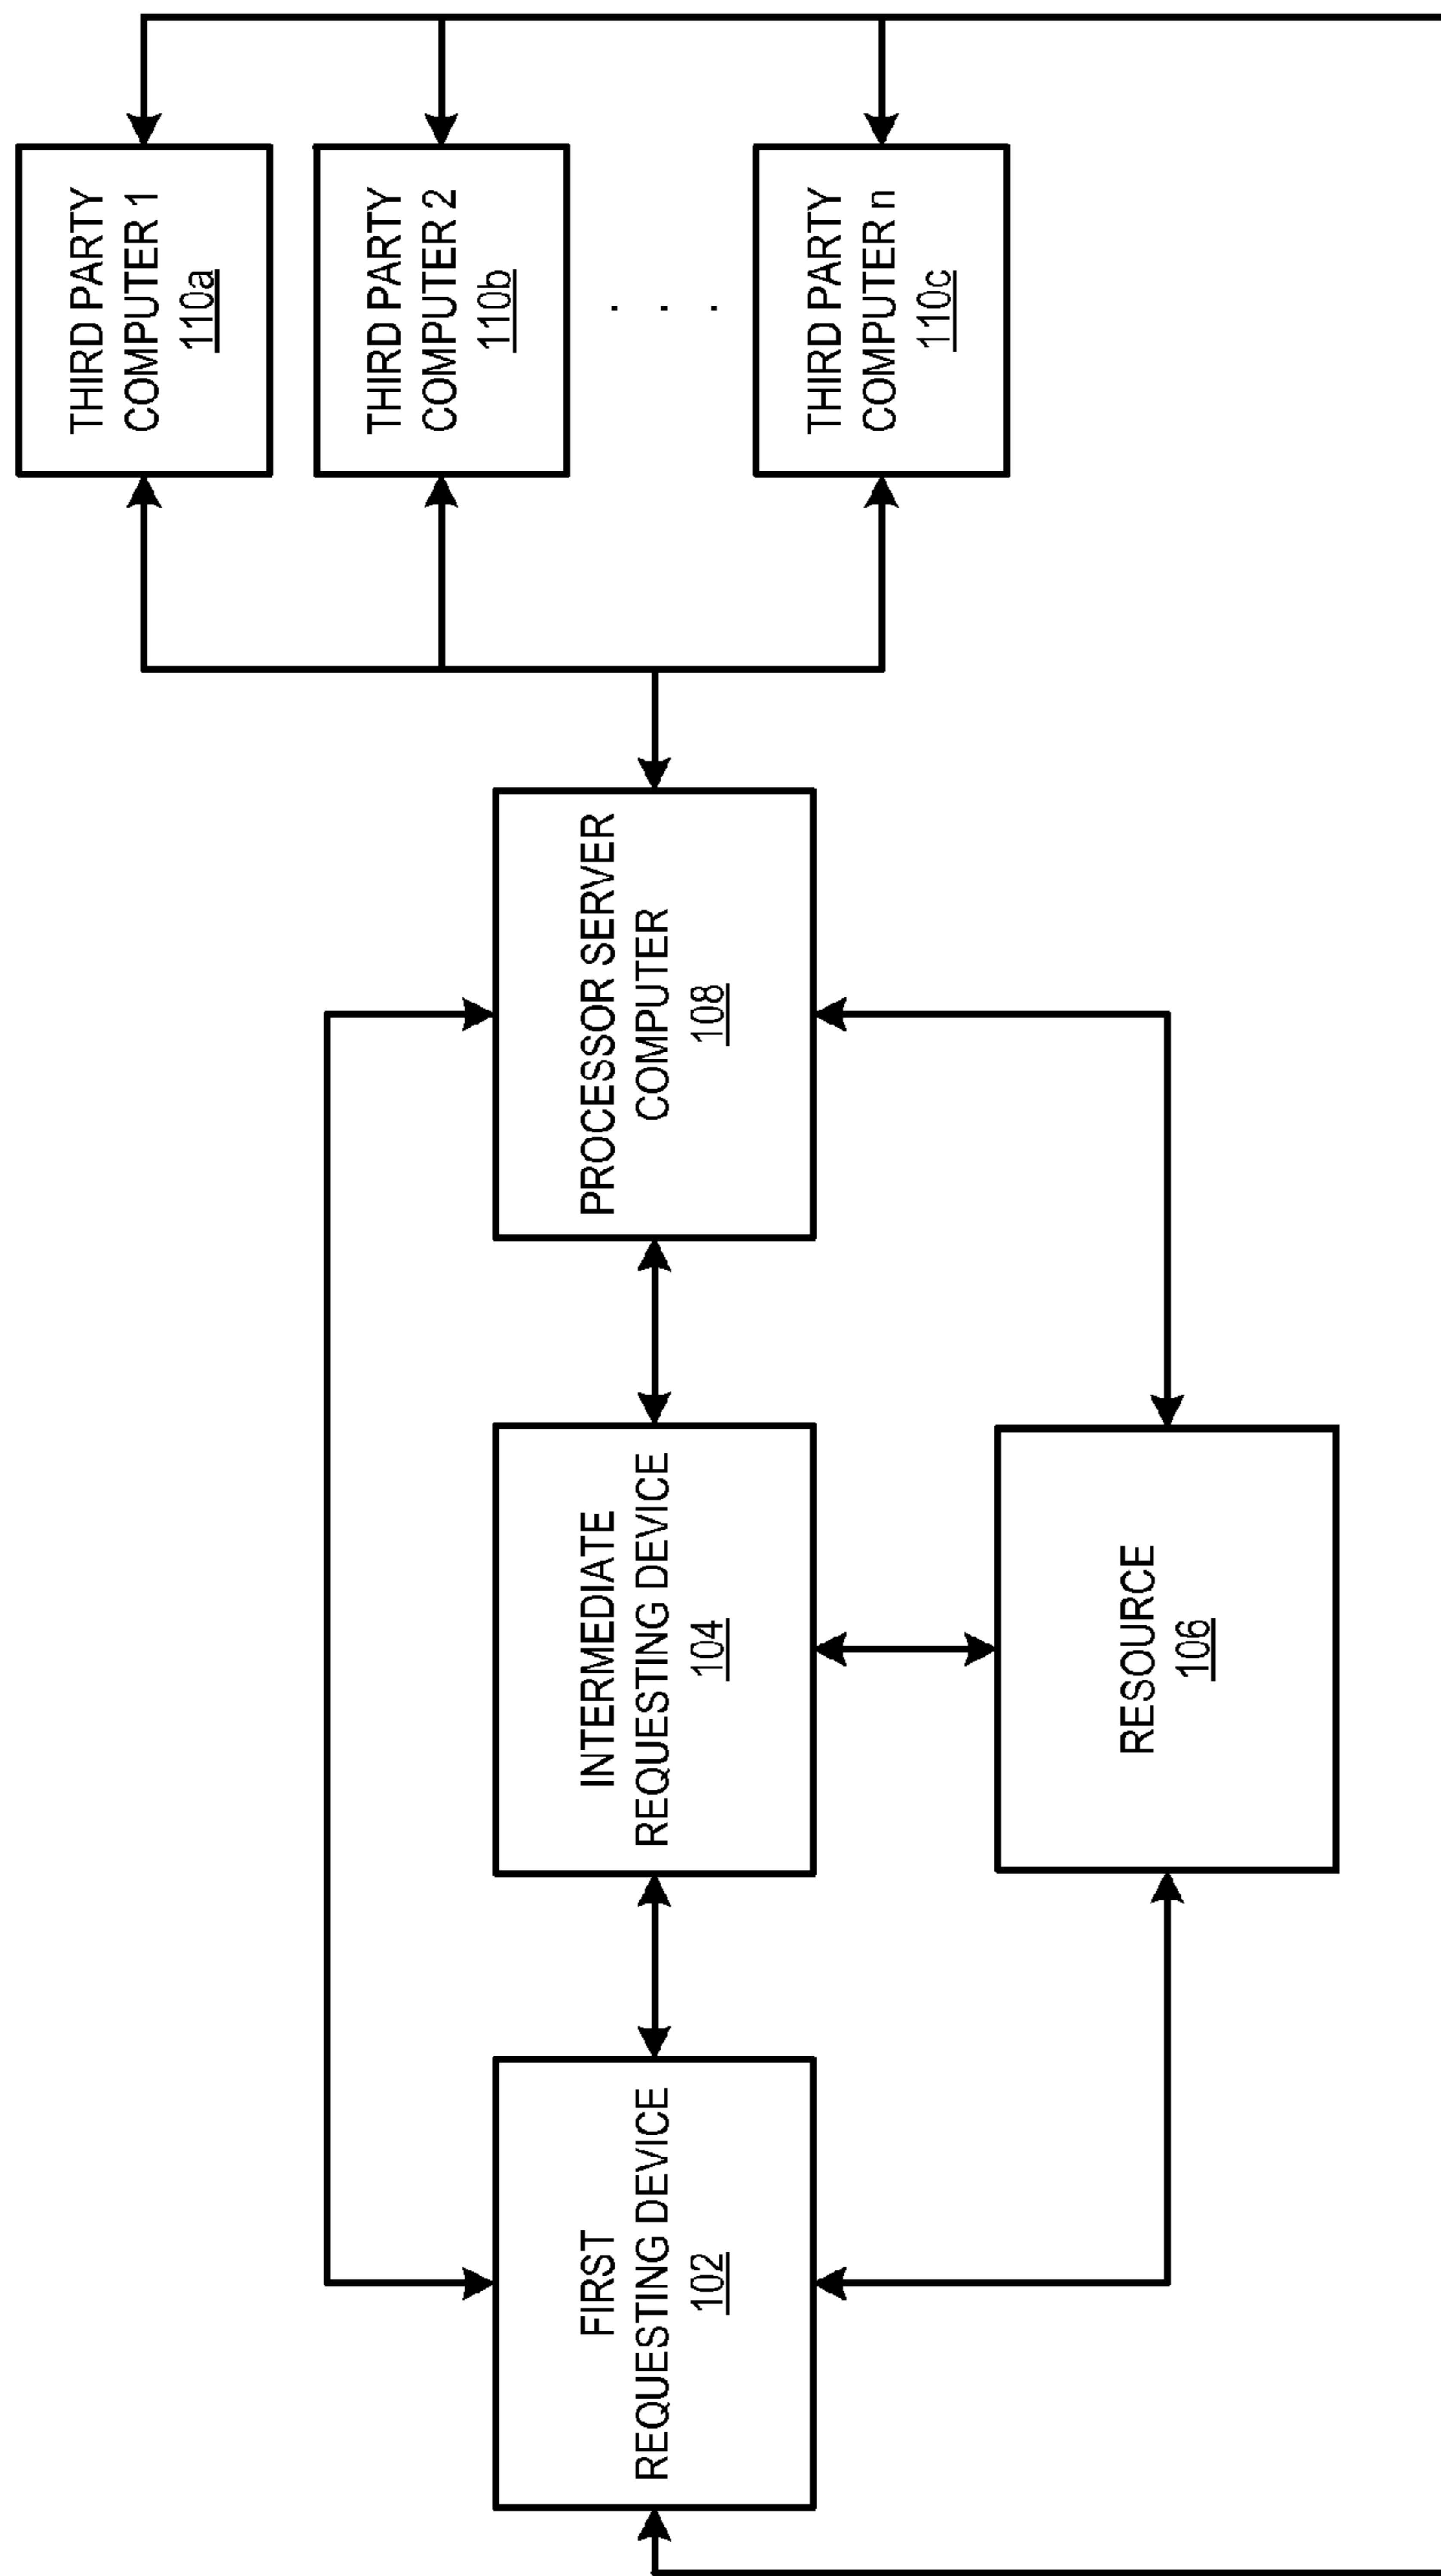 FIRST
REQUESTING DEVICE
102
INTERMEDIATE
REQUESTING DEVICE
104
RESOURCE
106
PROCESSOR SERVER
COMPUTER
108
THIRD PARTY
COMPUTER 1
110a
THIRD PARTY
COMPUTER 2
110b
. . .
THIRD PARTY
COMPUTER n
110c